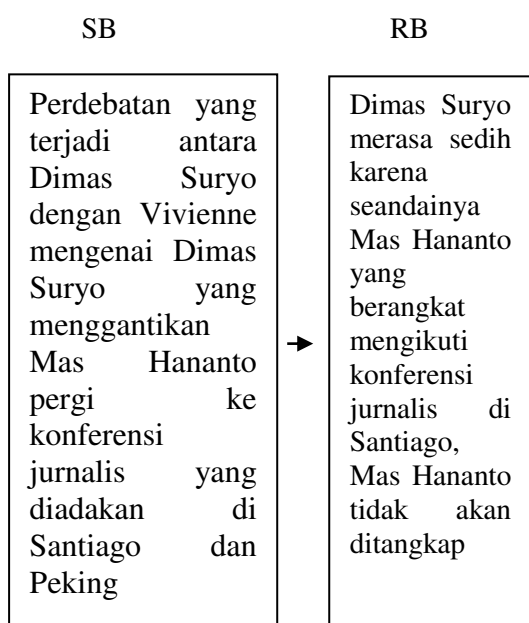 SB
RB
Perdebatan yang
terjadi antara
Dimas Suryo
dengan Vivienne
mengenai Dimas
Suryo yang
menggantikan
Mas Hananto
pergi ke
konferensi
jurnalis yang
diadakan di
Santiago dan
Peking
Dimas Suryo
merasa sedih
karena
seandainya
Mas Hananto
yang
berangkat
mengikuti
konferensi
jurnalis di
Santiago,
Mas Hananto
tidak akan
ditangkap